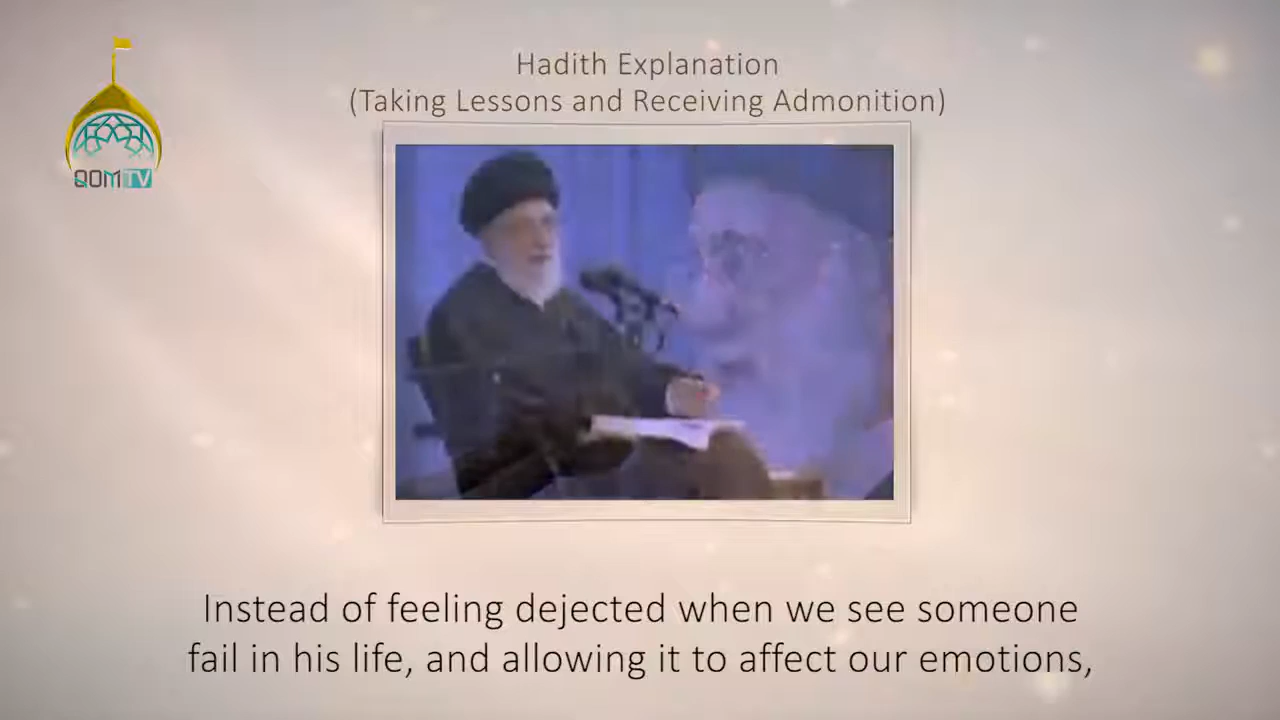 Hadith Explanation
(Taking Lessons and Receiving Admonition)
QOMTV
Instead of feeling dejected when we see someone
fail in his life, and allowing it to affect our emotions,